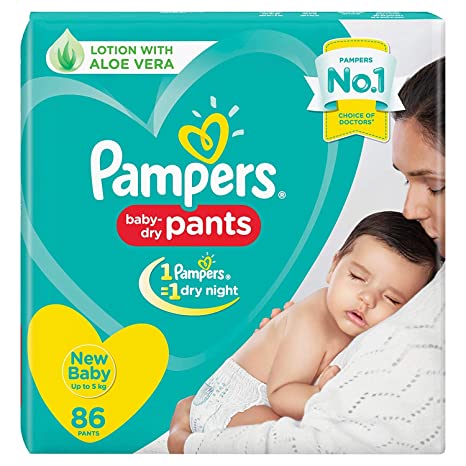 LOTION WITH
ALOE VERA
PAMPERS
No.1
CHOICE OF
DOCTORS*
Pampers®
baby-dry pants
1 Pampers®
=1 dry night
New
Baby
Up to 5 kg
86
PANTS